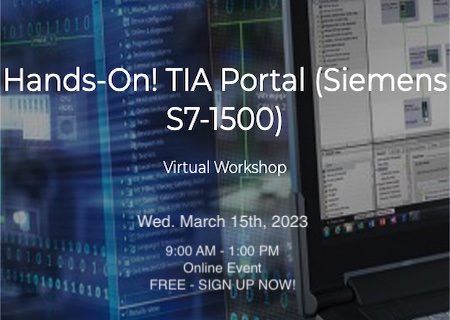 Hands-On! TIA Portal (Siemens
S7-1500)
Virtual Workshop
Wed. March 15th, 2023
9:00 AM - 1:00 PM
Online Event
FREE - SIGN UP NOW!